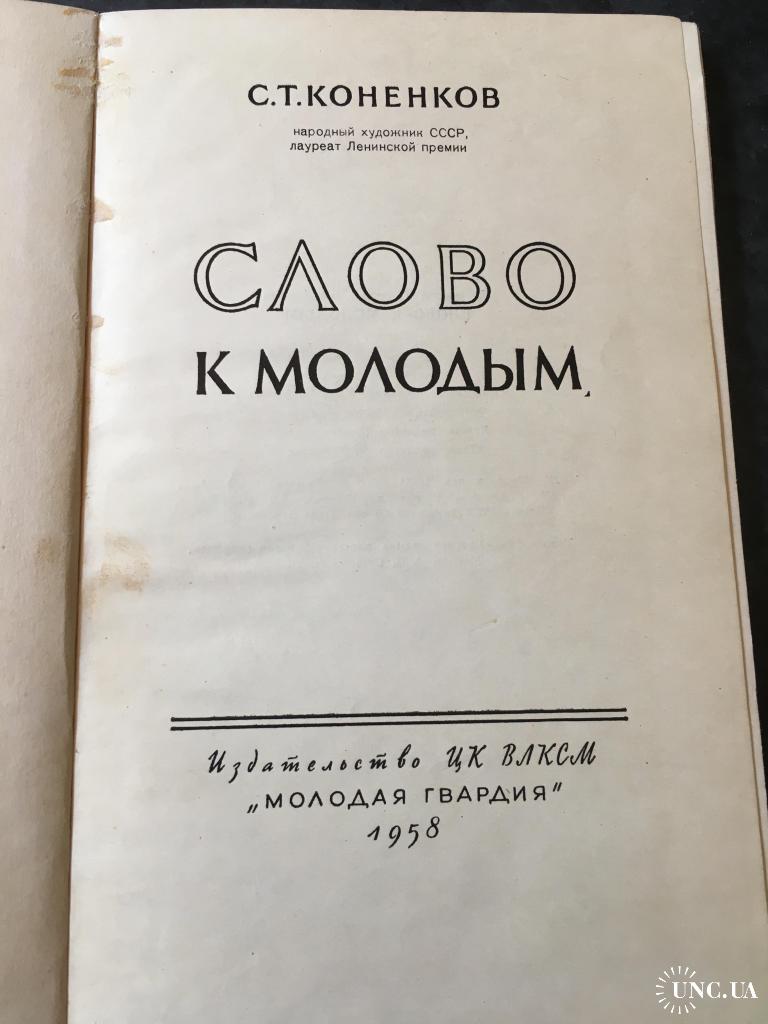 С.Т.КОНЕНКОВ
народный художник СССР,
лауреат Ленинской премии
СЛОВО
К МОЛОДЫМ
Издательство ЦК ВЛКСМ
„МОЛОДАЯ ГВАРДИЯ"
1958
UNC.UA